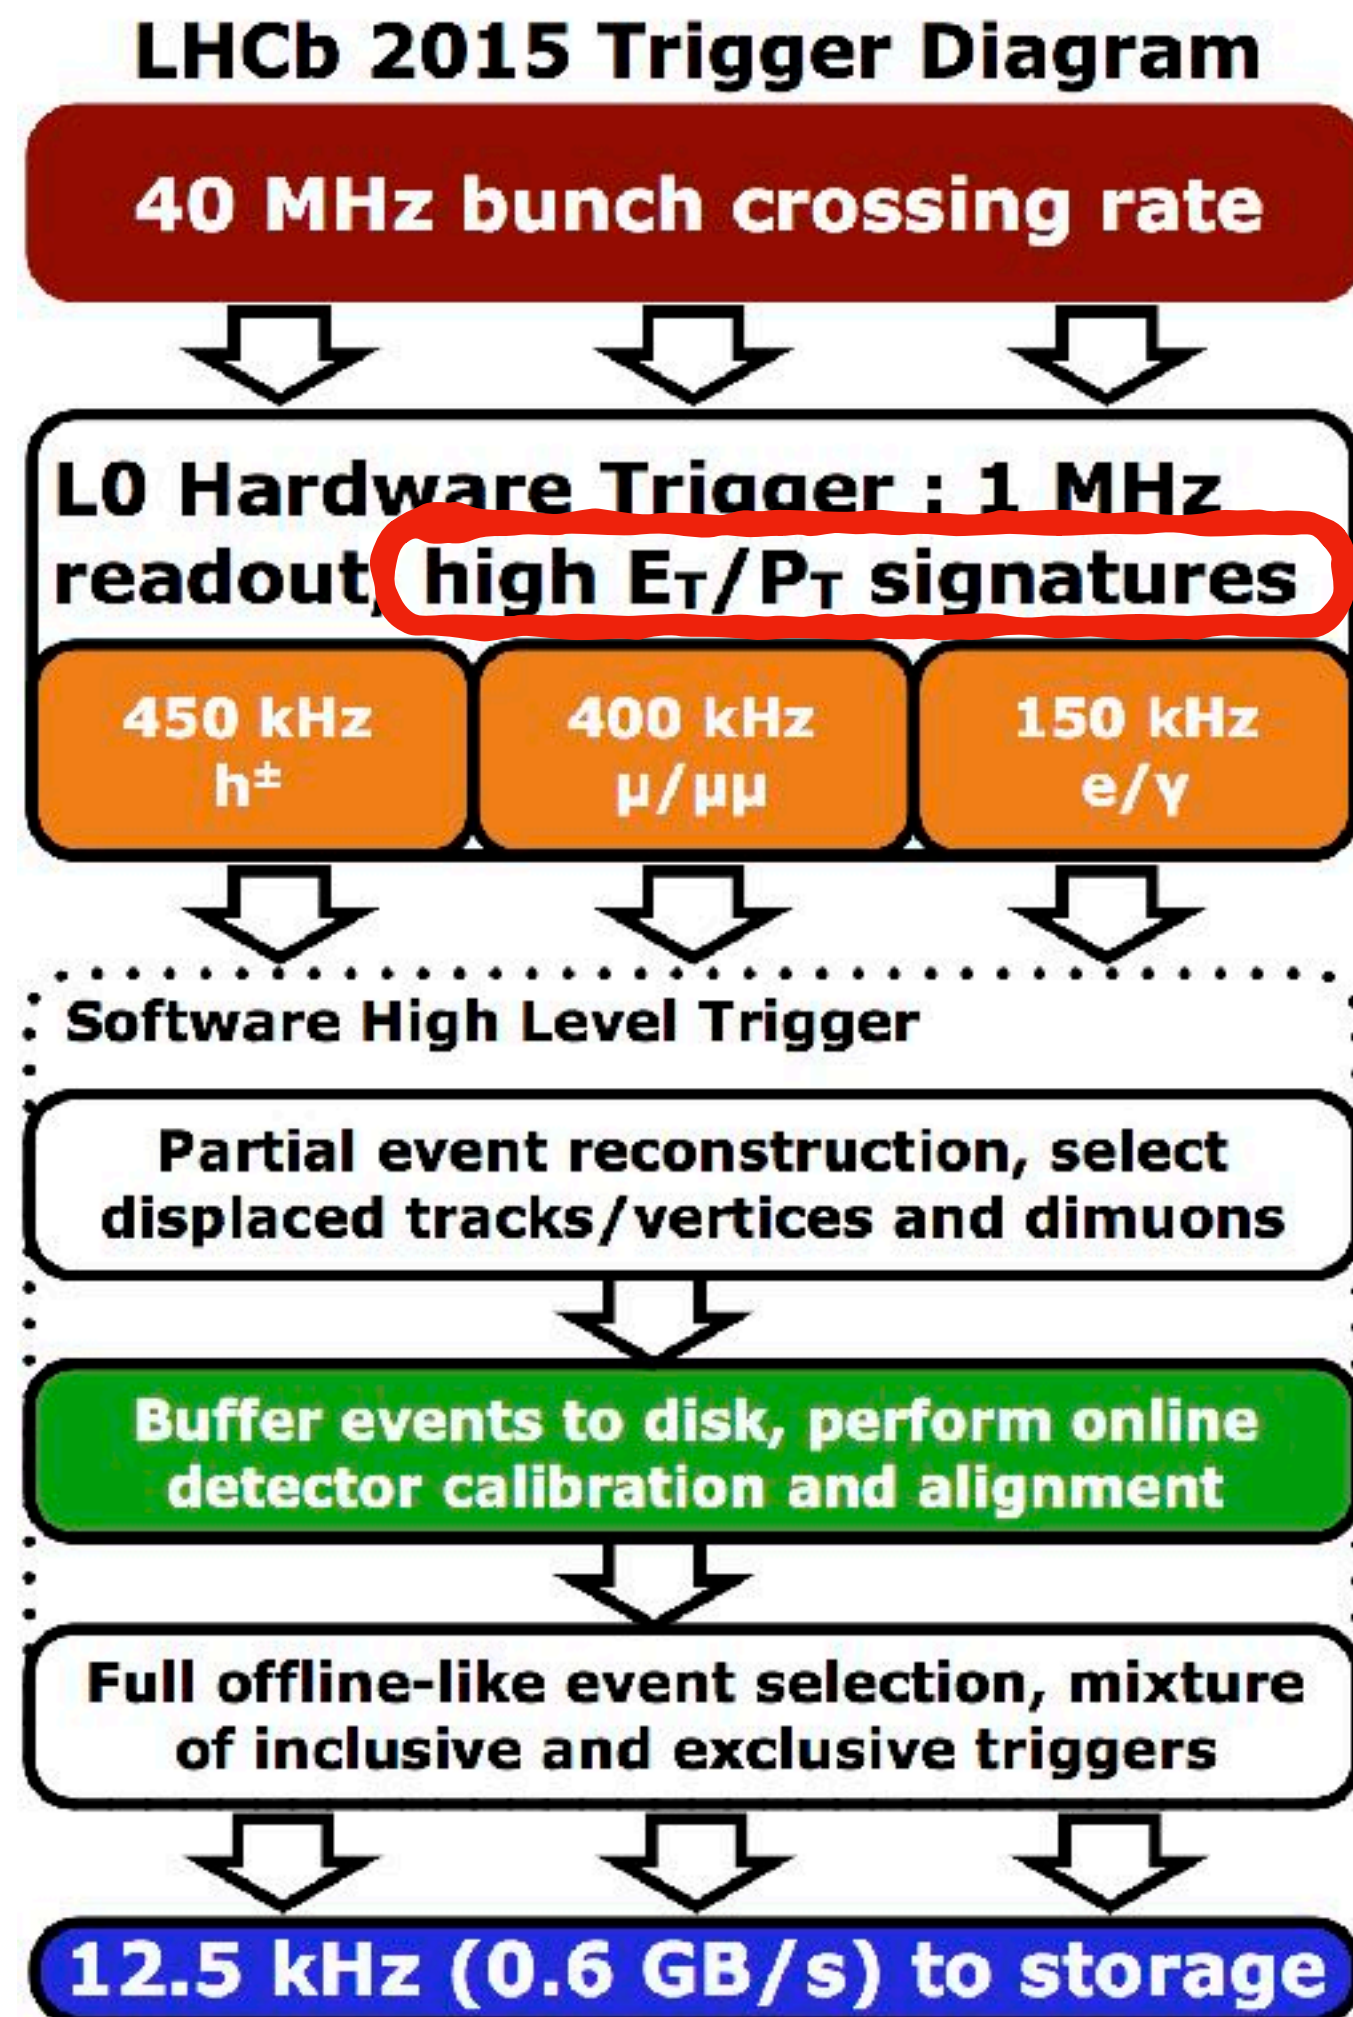 LHCb 2015 Trigger Diagram
40 MHz bunch crossing rate
L0 Hardware Trigger : 1 MHz
readout, high ET/PT signatures
450 kHz
h±
400 kHz
μ/μμ
150 kHz
e/γ
Software High Level Trigger
Partial event reconstruction, select
displaced tracks/vertices and dimuons
Buffer events to disk, perform online
detector calibration and alignment
Full offline-like event selection, mixture
of inclusive and exclusive triggers
12.5 kHz (0.6 GB/s) to storage